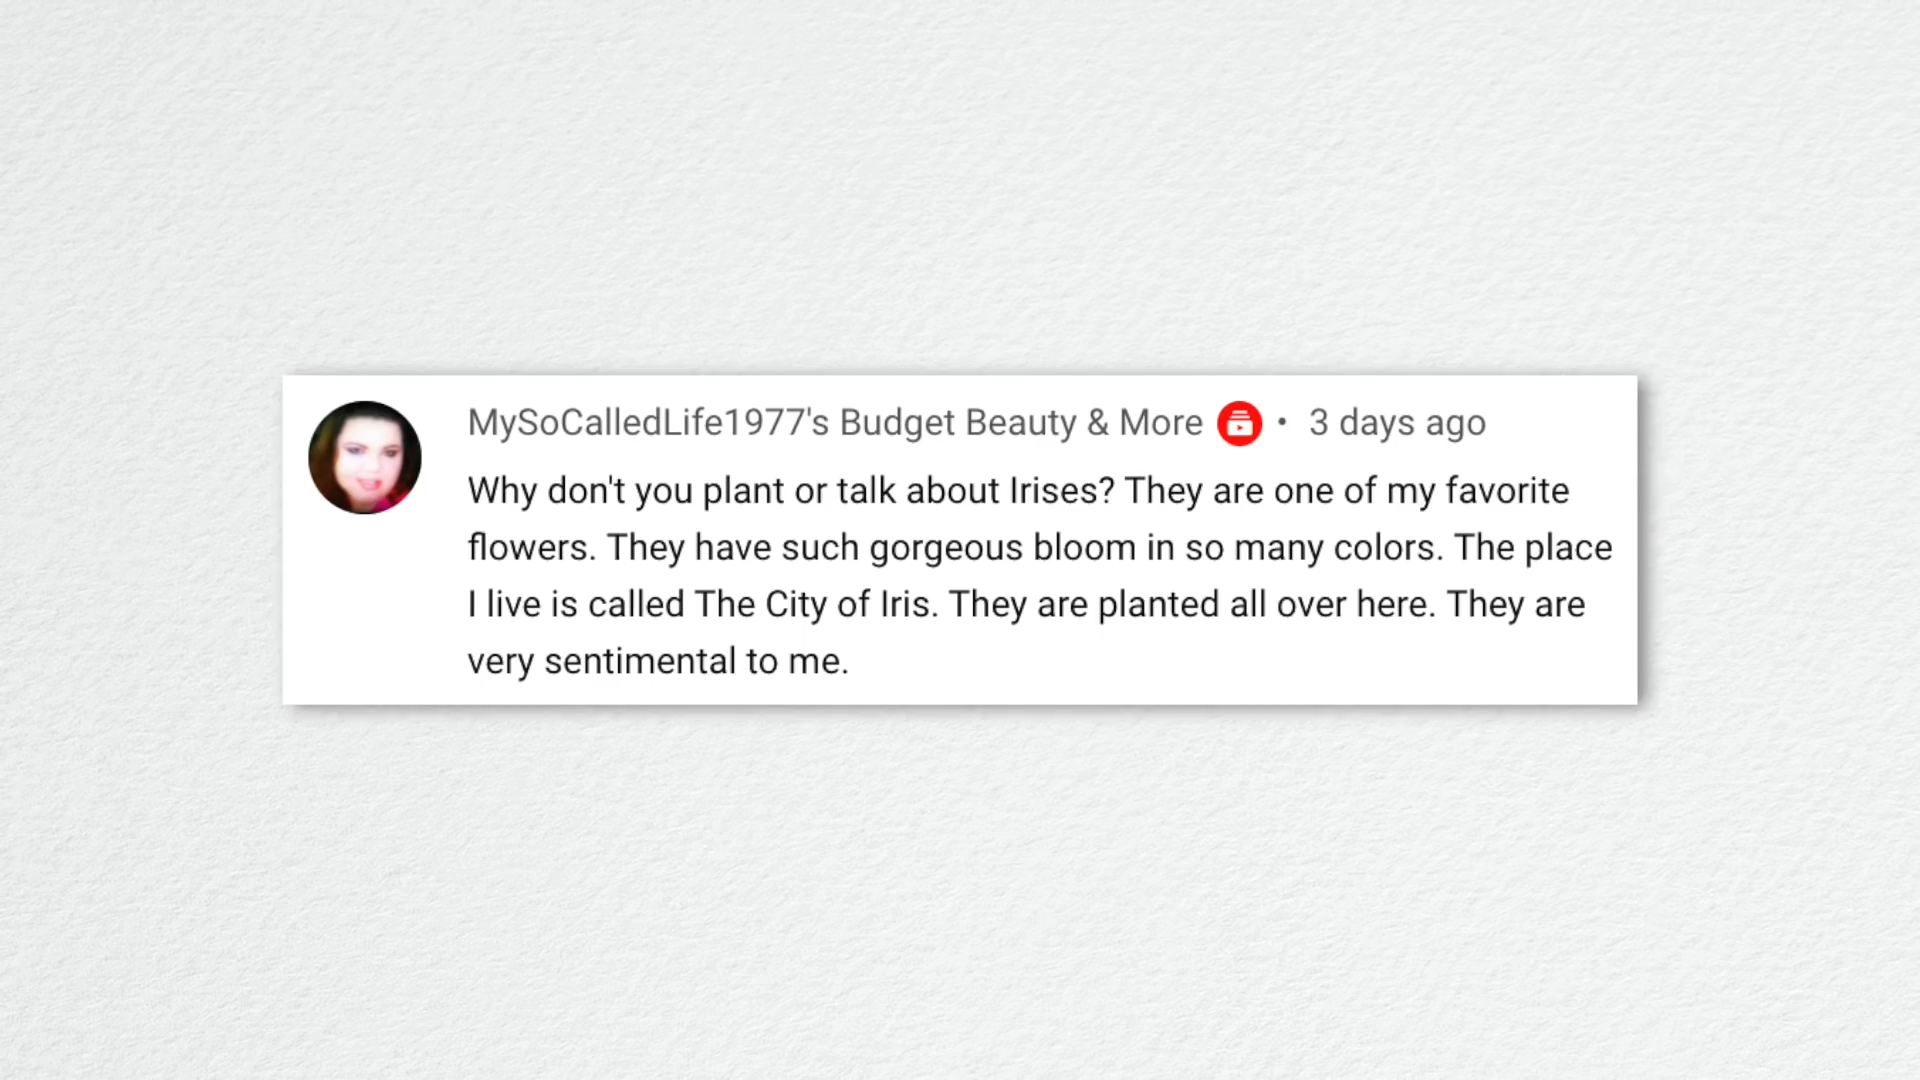 MySoCalledLife1977's Budget Beauty & More • 3 days ago
Why don't you plant or talk about Irises? They are one of my favorite
flowers. They have such gorgeous bloom in so many colors. The place
I live is called The City of Iris. They are planted all over here. They are
very sentimental to me.